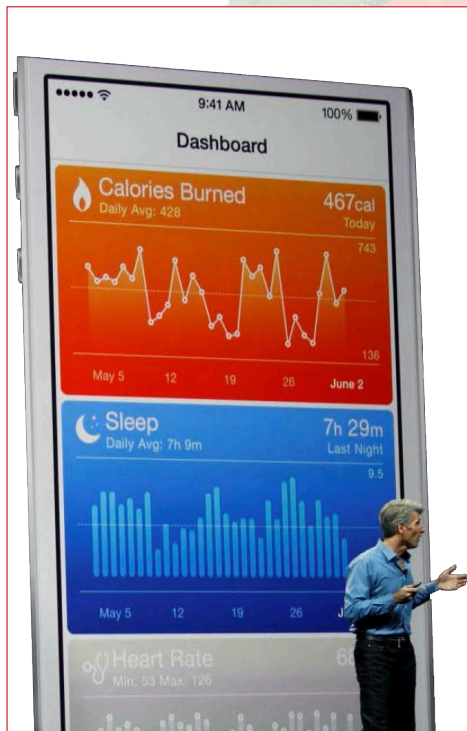 9:41 AM
100%
Dashboard
Calories Burned
467cal
Daily Avg: 428
Today
743
136
May 5
12
19
26
June 2
Sleep
7h 29m
Daily Avg: 7h 9m
Last Night
9.5
May 5
12
19
26
Heart Rate
Min: 53 Max: 126